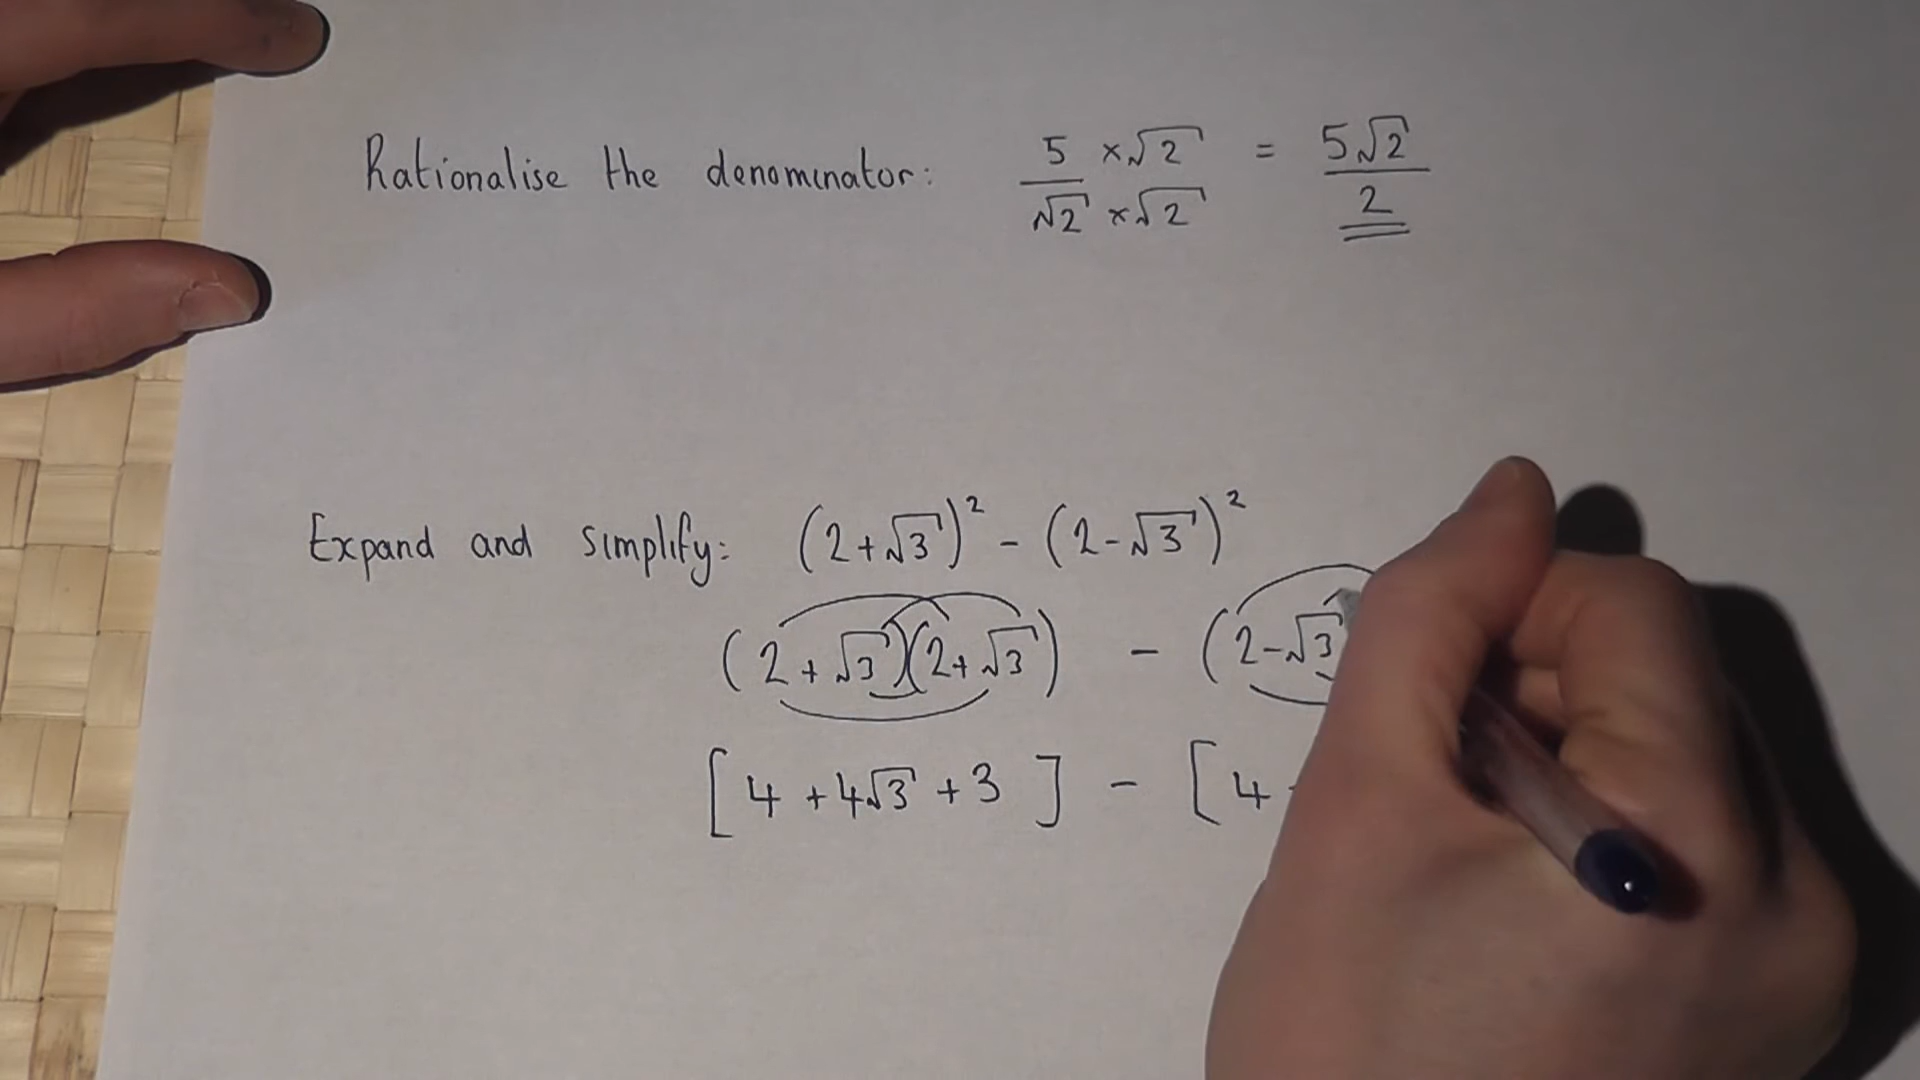 Rationalise the denominator: 5 ×√2 / √2 ×√2 = 5√2 / 2
Expand and simplify: (2+√3)² - (2-√3)²
(2+√3)(2+√3) - (2-√3
[4 +4√3 +3] - [4